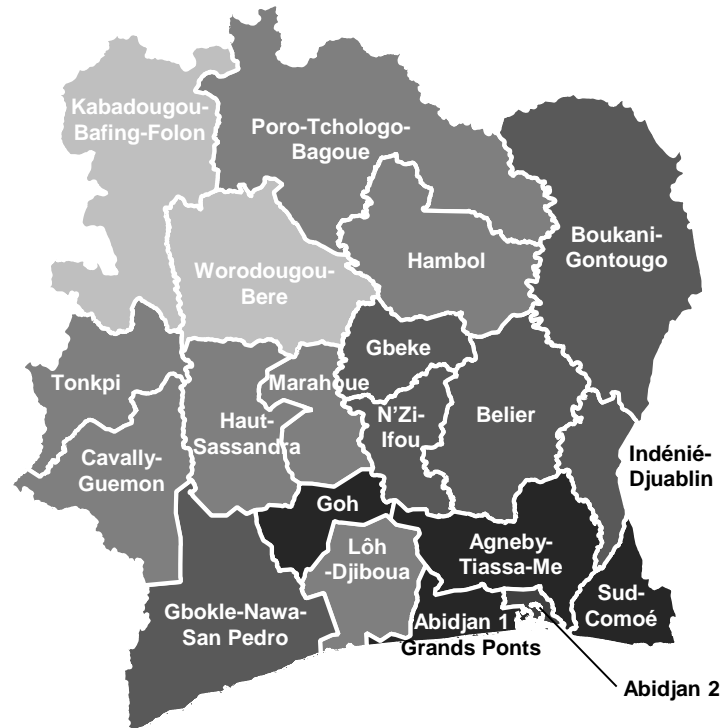 Kabadougou-
Bafing-Folon
Poro-Tchologo-
Bagoue
Boukani-
Gontougo
Hambol
Worodougou-
Bere
Gbeke
Tonkpi
Marahoue
N'Zi-
Ifou
Belier
Haut-
Sassandra
Indénié-
Djuablin
Cavally-
Guemon
Goh
Lôh
-Djiboua
Agneby-
Tiassa-Me
Sud-
Comoé
Gbokle-Nawa-
San Pedro
Abidjan 1
Grands Ponts
Abidjan 2